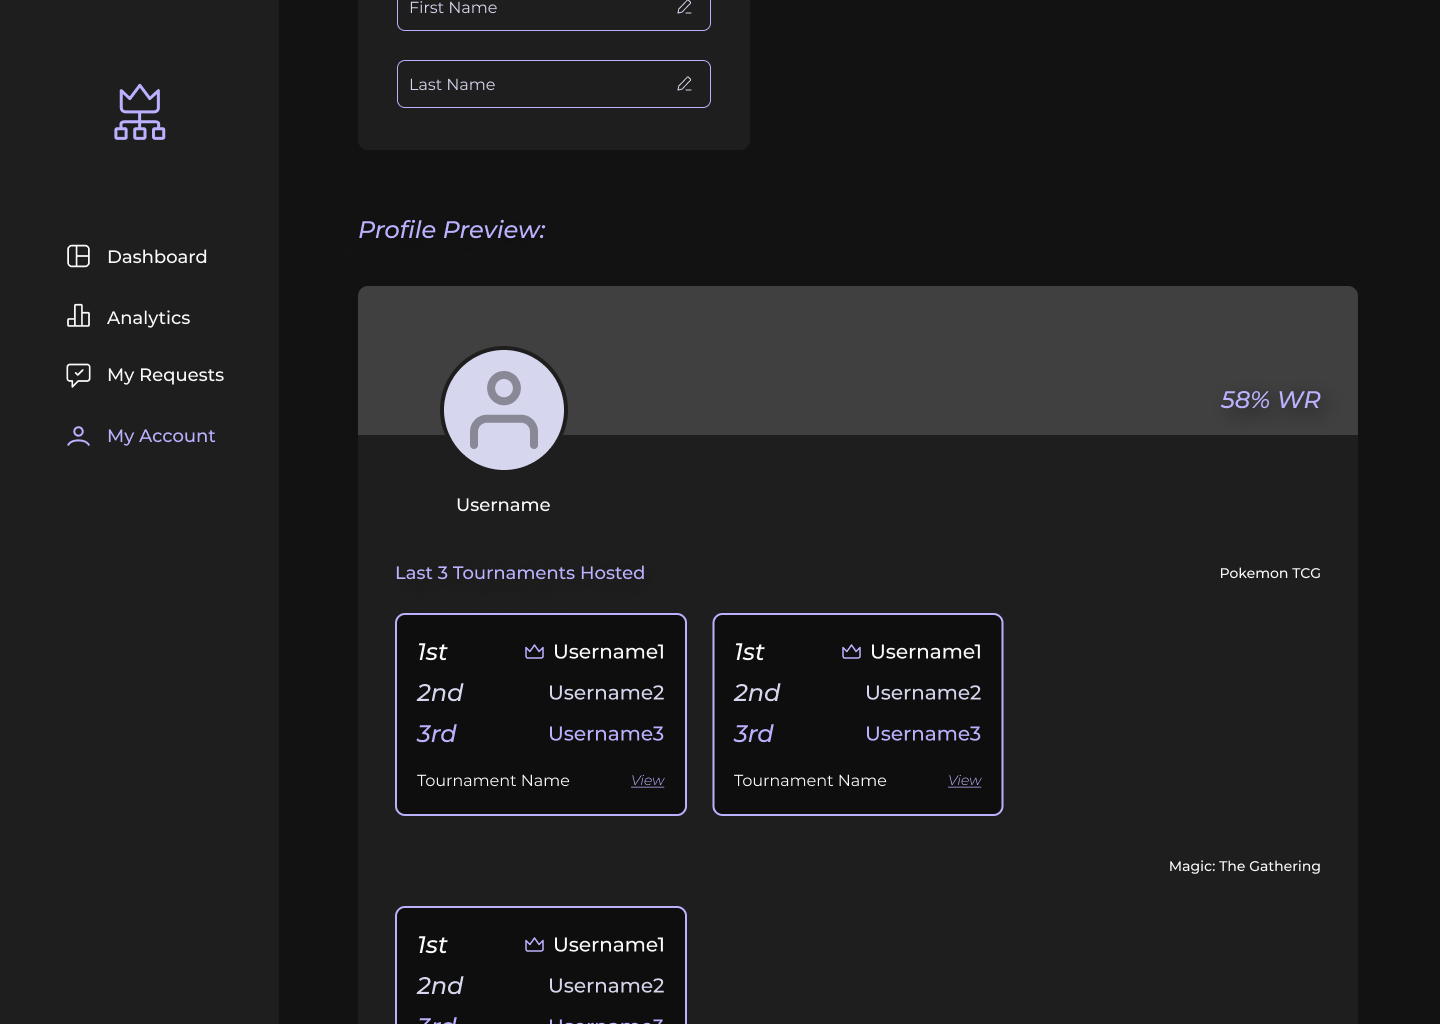 First Name
Last Name
Dashboard
Analytics
My Requests
My Account
Profile Preview:
58% WR
Username
Last 3 Tournaments Hosted
Pokemon TCG
1st Username1
2nd Username2
3rd Username3
Tournament Name View
1st Username1
2nd Username2
3rd Username3
Tournament Name View
Magic: The Gathering
1st Username1
2nd Username2
3rd Username3